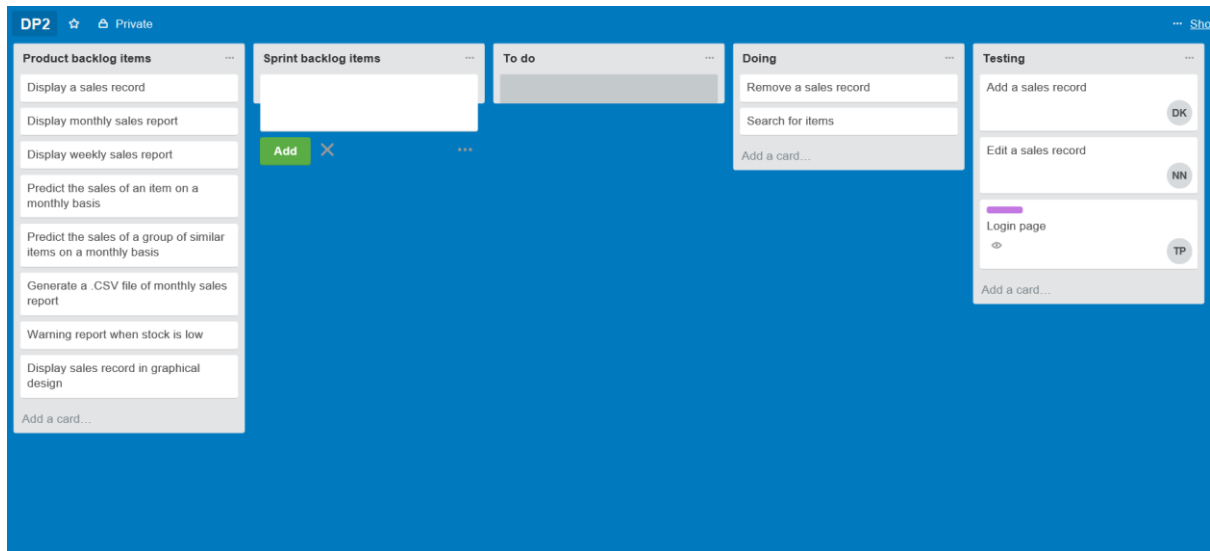 DP2
Private
Sho
Product backlog items
Display a sales record
Display monthly sales report
Display weekly sales report
Predict the sales of an item on a
monthly basis
Predict the sales of a group of similar
items on a monthly basis
Generate a .CSV file of monthly sales
report
Warning report when stock is low
Display sales record in graphical
design
Add a card...
Sprint backlog items
Add
To do
Doing
Remove a sales record
Search for items
Add a card...
Testing
Add a sales record
DK
Edit a sales record
NN
Login page
TP
Add a card...